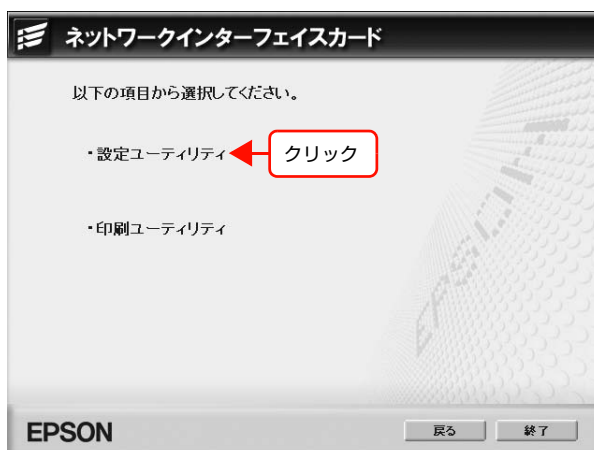 ネットワークインターフェイスカード
以下の項目から選択してください。
・設定ユーティリティ
クリック
・印刷ユーティリティ
EPSON
EPSON
戻る
終了